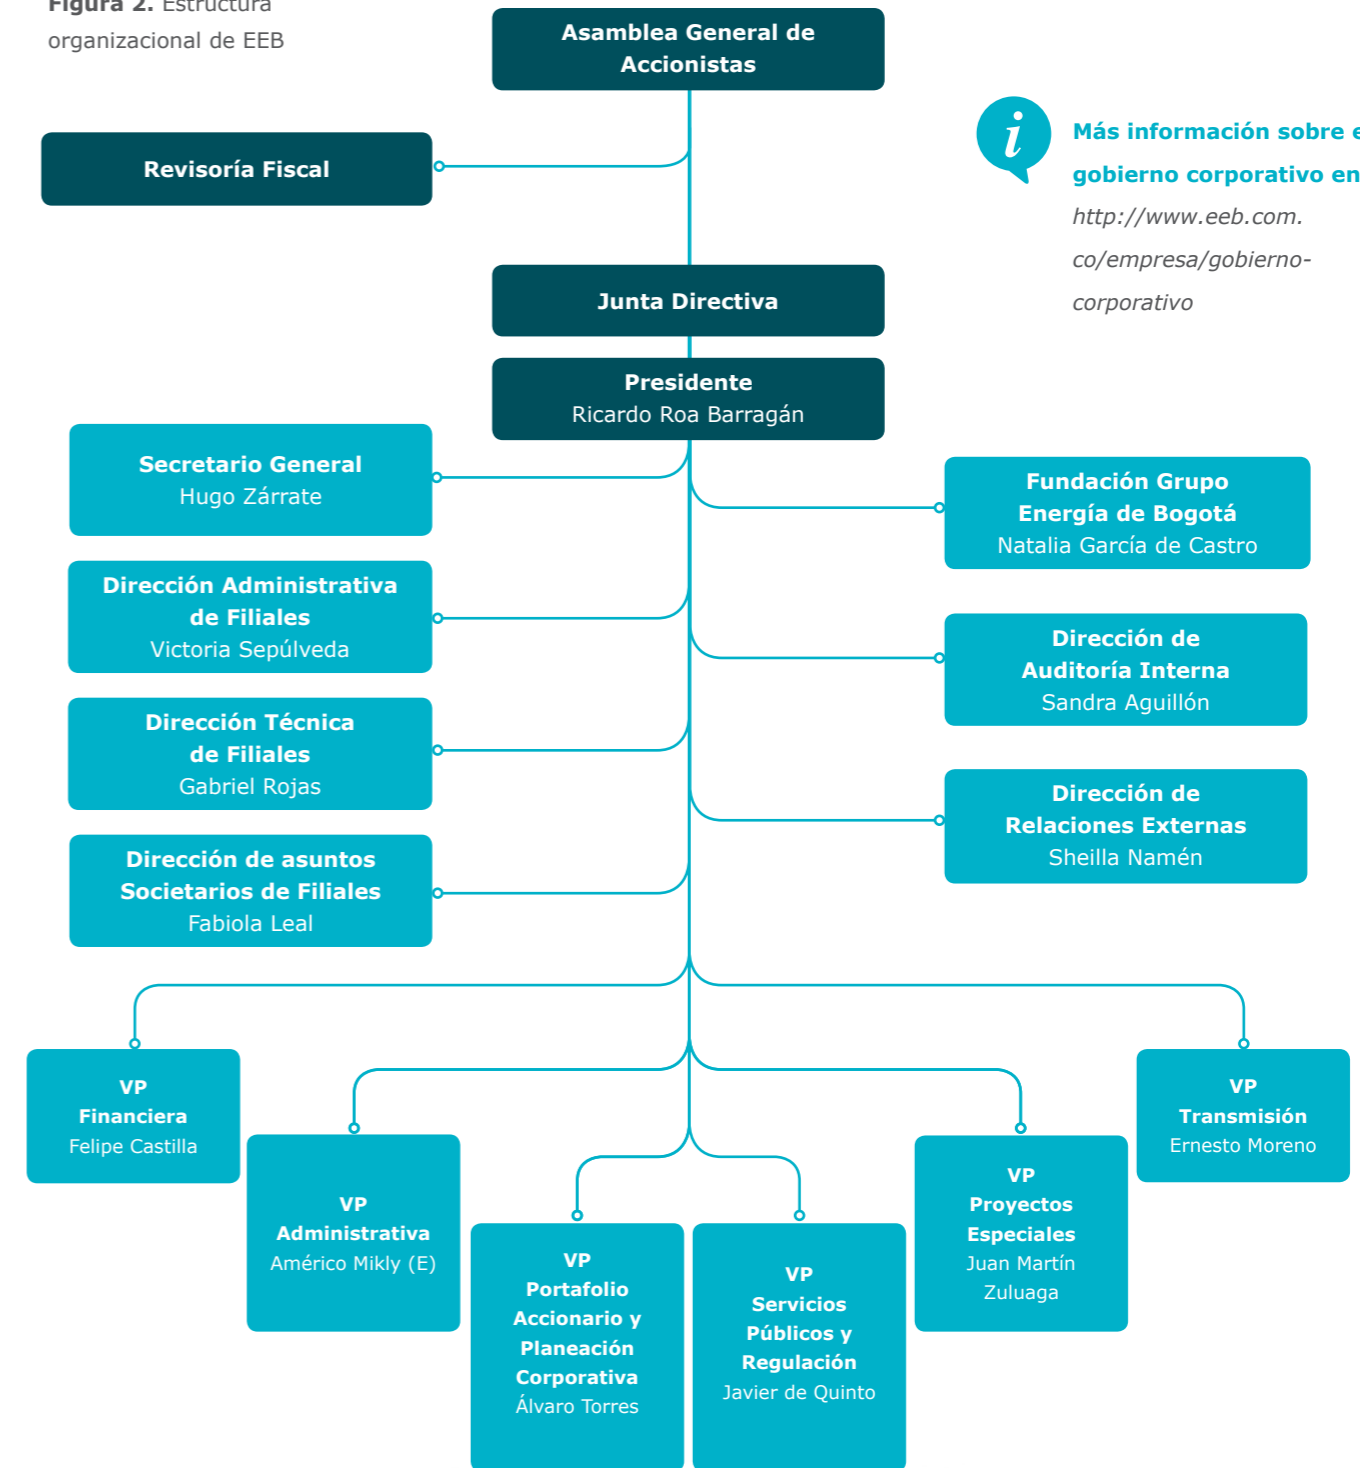 Figura 2. Estructura
organizacional de EEB
Asamblea General de
Accionistas
Más información sobre e
gobierno corporativo en
http://www.eeb.com.
co/empresa/gobierno-
corporativo
Revisoría Fiscal
Junta Directiva
Presidente
Ricardo Roa Barragán
Secretario General
Hugo Zárrate
Fundación Grupo
Energía de Bogotá
Natalia García de Castro
Dirección Administrativa
de Filiales
Victoria Sepúlveda
Dirección de
Auditoría Interna
Sandra Aguillón
Dirección Técnica
de Filiales
Gabriel Rojas
Dirección de
Relaciones Externas
Sheilla Namén
Dirección de asuntos
Societarios de Filiales
Fabiola Leal
VP
Financiera
Felipe Castilla
VP
Administrativa
Américo Mikly (E)
VP
Portafolio
Accionario y
Planeación
Corporativa
Álvaro Torres
VP
Servicios
Públicos y
Regulación
Javier de Quinto
VP
Proyectos
Especiales
Juan Martín
Zuluaga
VP
Transmisión
Ernesto Moreno